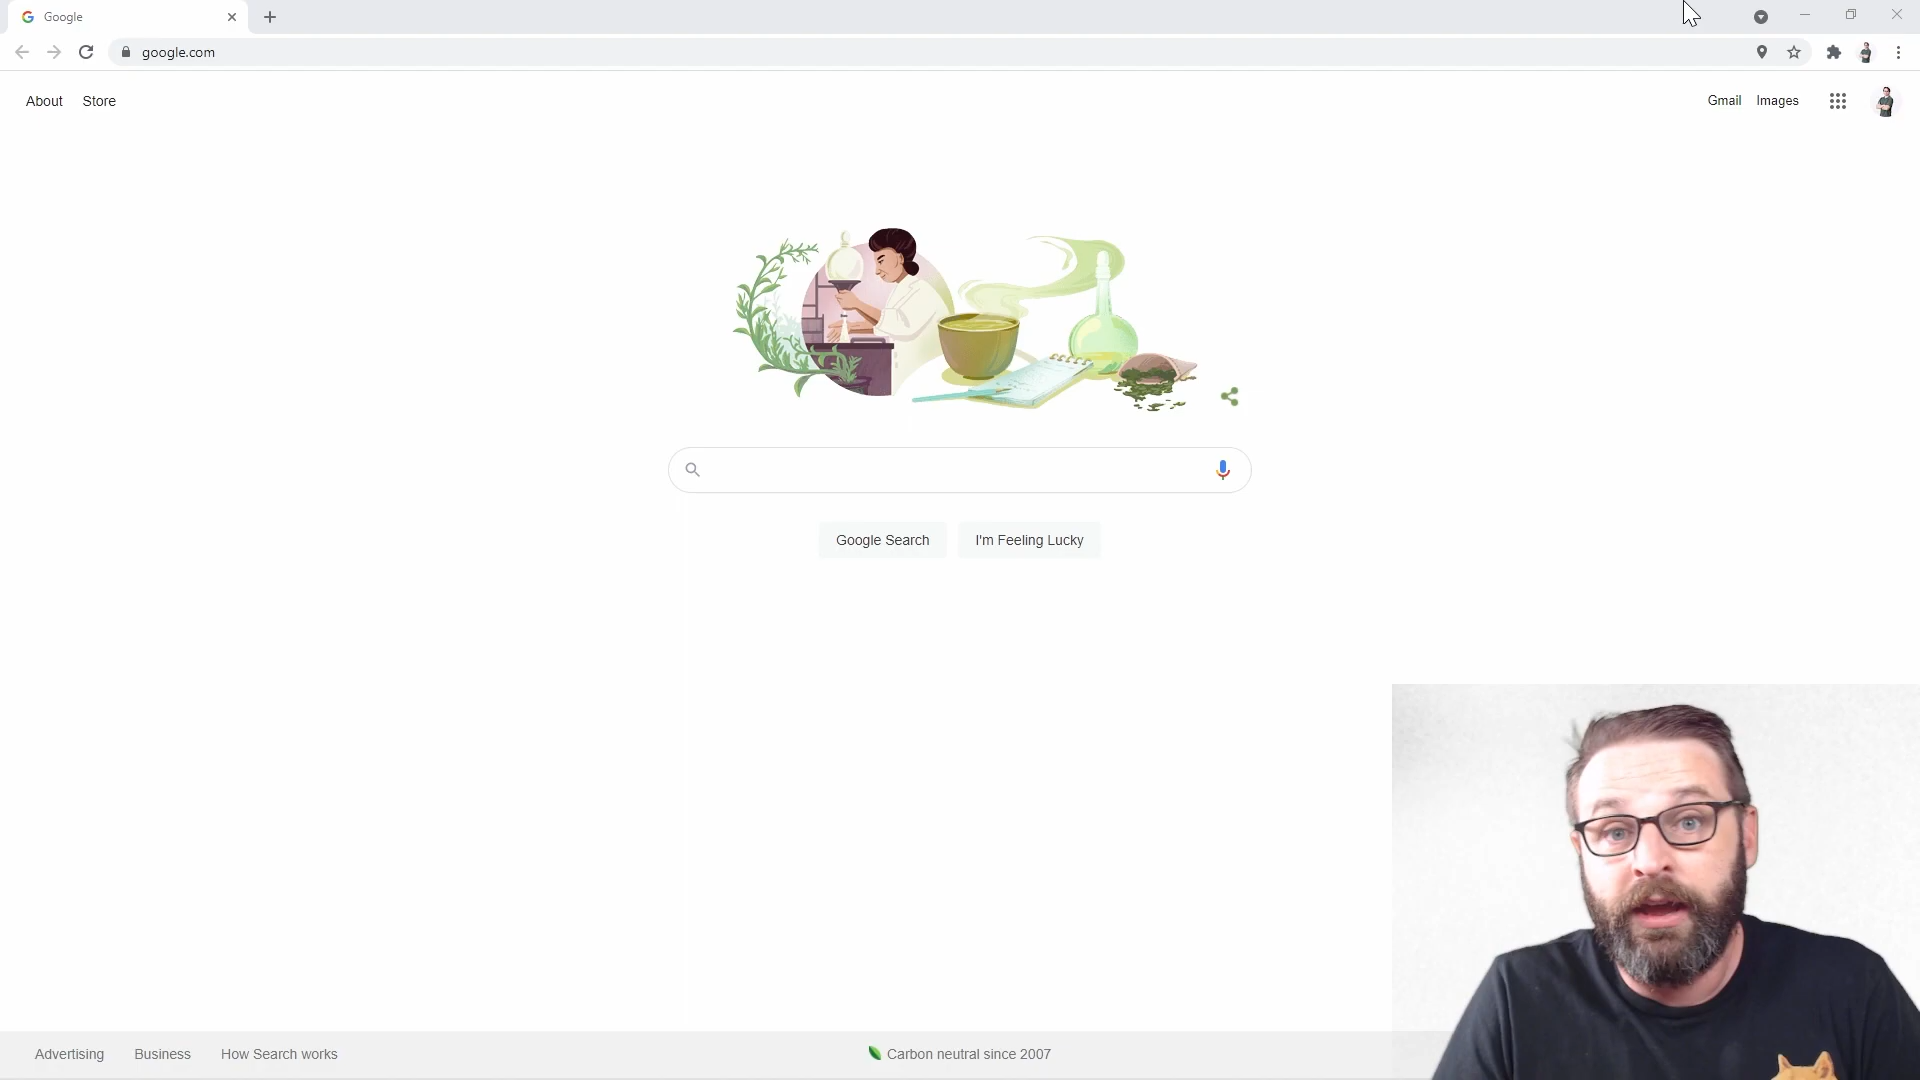 Google
google.com
About Store
Gmail Images
Google Search I'm Feeling Lucky
Advertising Business How Search works
Carbon neutral since 2007